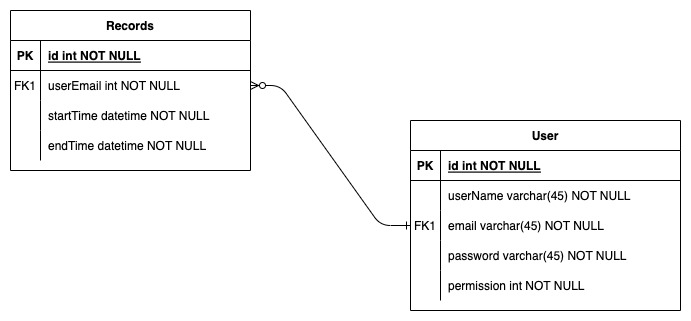 Records
PK id int NOT NULL
FK1 userEmail int NOT NULL
startTime datetime NOT NULL
endTime datetime NOT NULL
User
PK id int NOT NULL
userName varchar(45) NOT NULL
FK1 email varchar(45) NOT NULL
password varchar(45) NOT NULL
permission int NOT NULL